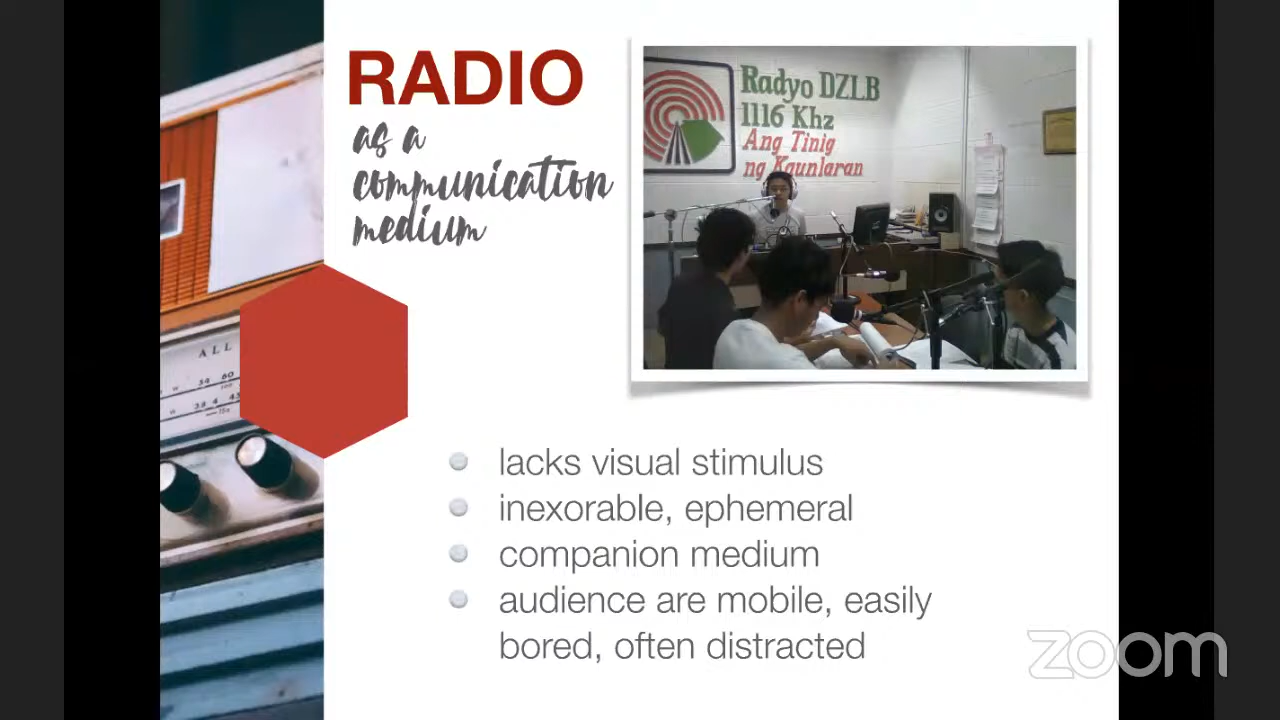 RADIO
as a
communication
medium
Radyo DZLB
1116 Khz
Ang Tinig
ng Kaunlaran
ALL
lacks visual stimulus
inexorable, ephemeral
companion medium
audience are mobile, easily
bored, often distracted
zoom